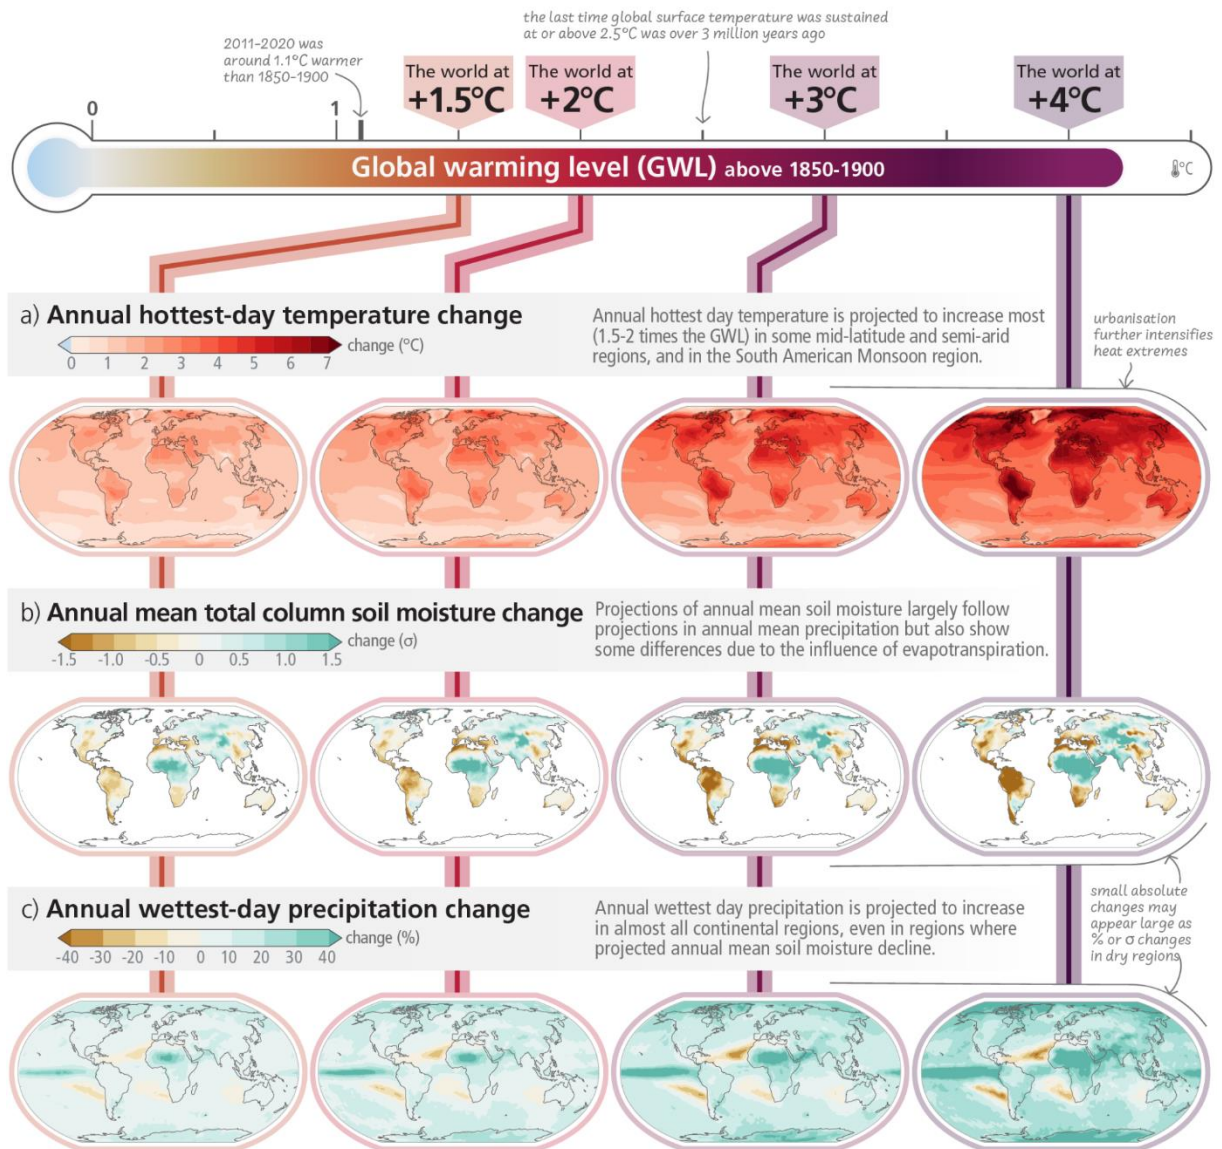 the last time global surface temperature was sustained
at or above 2.5°C was over 3 million years ago
2011-2020 was
around 1.1°C warmer
than 1850-1900
The world at
+1.5°C
The world at
+2°C
The world at
+3°C
The world at
+4°C
0
1
Global warming level (GWL) above 1850-1900
°C
a) Annual hottest-day temperature change
change (°C)
0 1 2 3 4 5 6 7
Annual hottest day temperature is projected to increase most
(1.5-2 times the GWL) in some mid-latitude and semi-arid
regions, and in the South American Monsoon region.
urbanisation
further intensifies
heat extremes
b) Annual mean total column soil moisture change
change (σ)
-1.5 -1.0 -0.5 0 0.5 1.0 1.5
Projections of annual mean soil moisture largely follow
projections in annual mean precipitation but also show
some differences due to the influence of evapotranspiration.
c) Annual wettest-day precipitation change
change (%)
-40 -30 -20 -10 0 10 20 30 40
Annual wettest day precipitation is projected to increase
in almost all continental regions, even in regions where
projected annual mean soil moisture decline.
small absolute
changes may
appear large as
% or σ changes
in dry regions